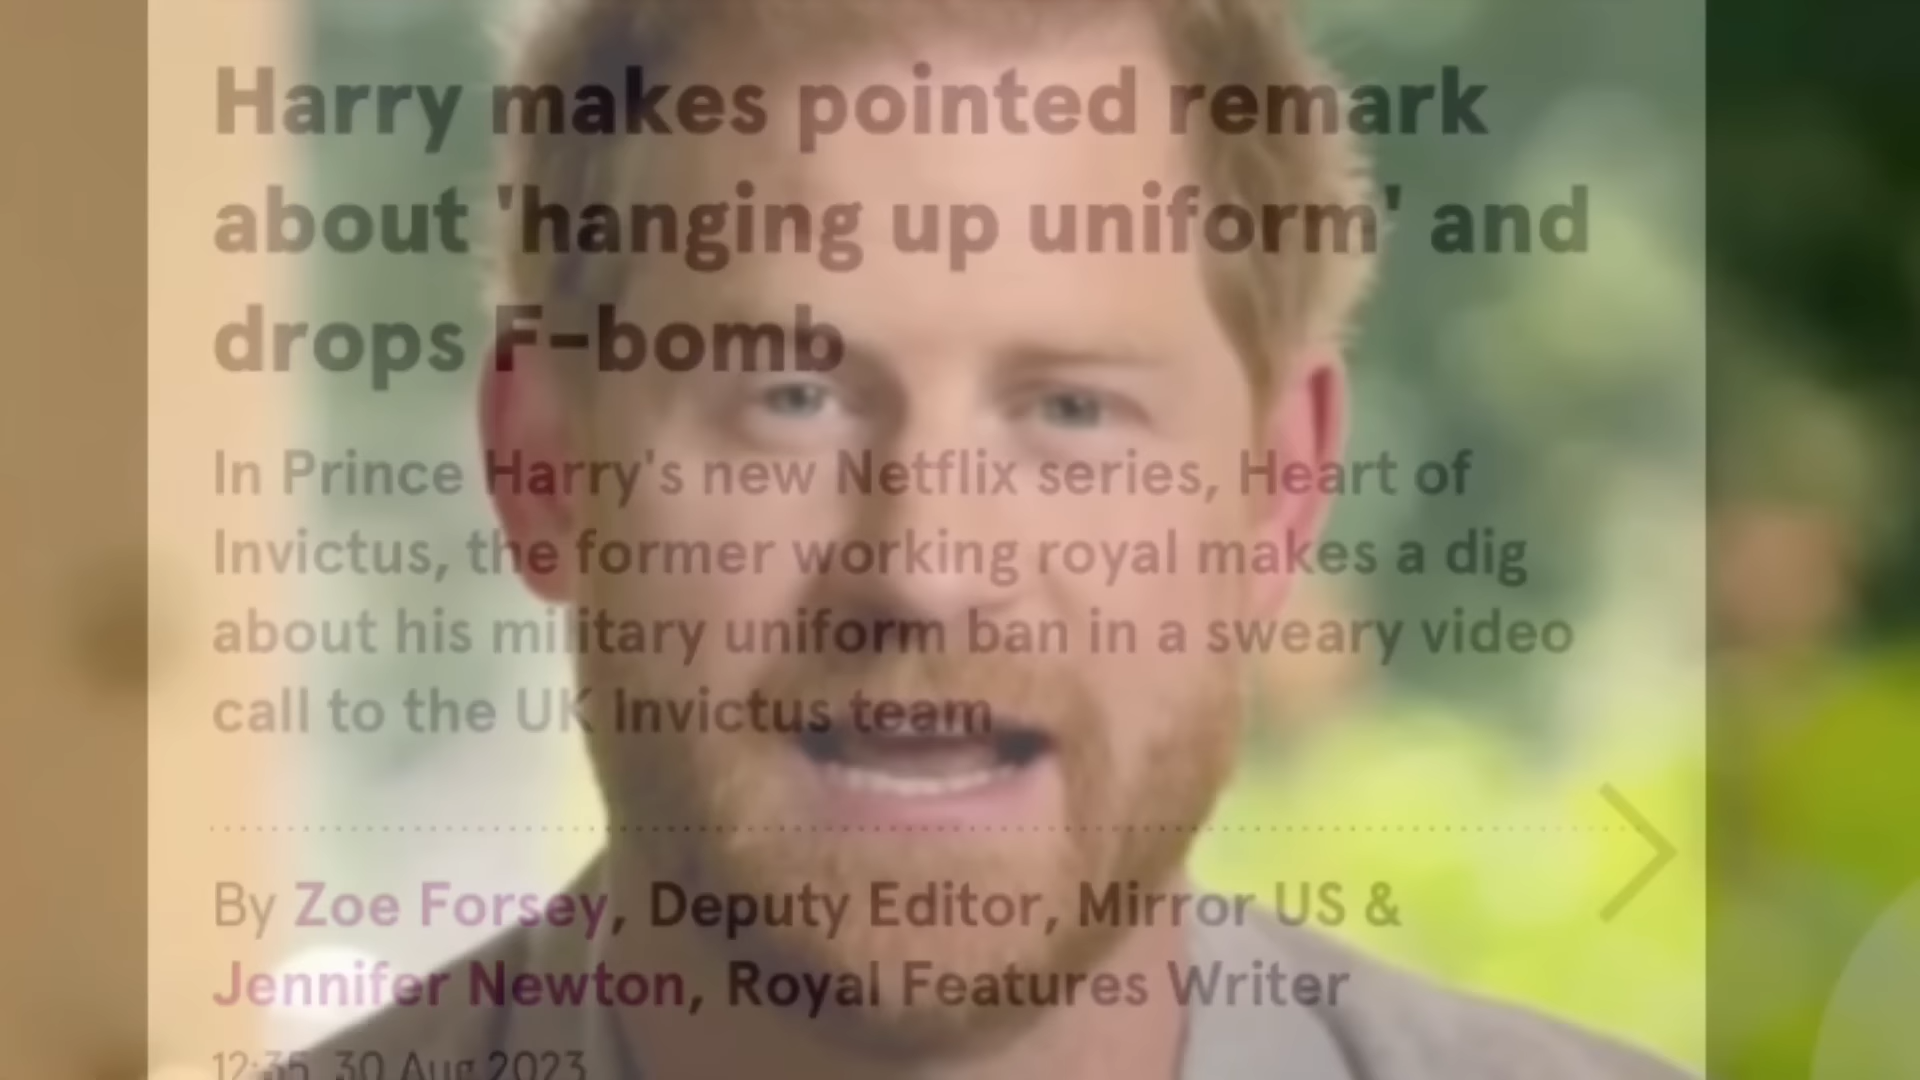 Harry makes pointed remark
about 'hanging up uniform' and
drops F-bomb
In Prince Harry's new Netflix series, Heart of
Invictus, the former working royal makes a dig
about his military uniform ban in a sweary video
call to the UK Invictus team
By Zoe Forsey, Deputy Editor, Mirror US &
Jennifer Newton, Royal Features Writer
12:35, 30 Aug 2023